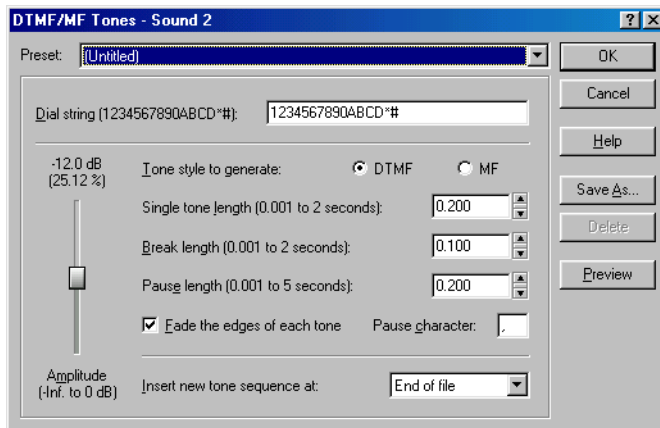 DTMF/MF Tones - Sound 2
Preset: (Untitled)
OK
Cancel
Help
Save As...
Delete
Preview
Dial string (1234567890ABCD*#): 1234567890ABCD*#
-12.0 dB
(25.12 %)
Tone style to generate: DTMF MF
Single tone length (0.001 to 2 seconds): 0.200
Break length (0.001 to 2 seconds): 0.100
Pause length (0.001 to 5 seconds): 0.200
Fade the edges of each tone Pause character: ,
Amplitude
(-Inf. to 0 dB)
Insert new tone sequence at: End of file